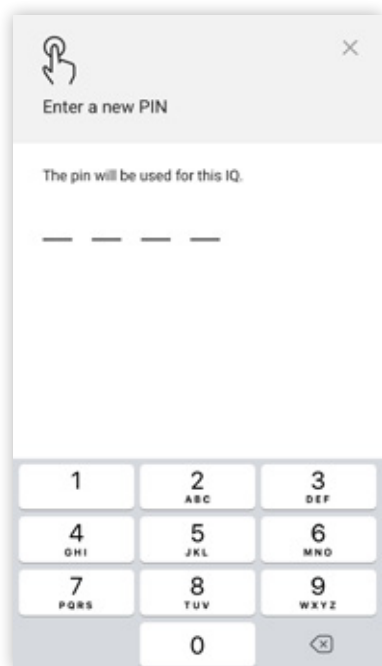 Enter a new PIN
The pin will be used for this IQ.
1
2
ABC
3
DEF
4
GHI
5
JKL
6
MNO
7
PQRS
8
TUV
9
WXYZ
0